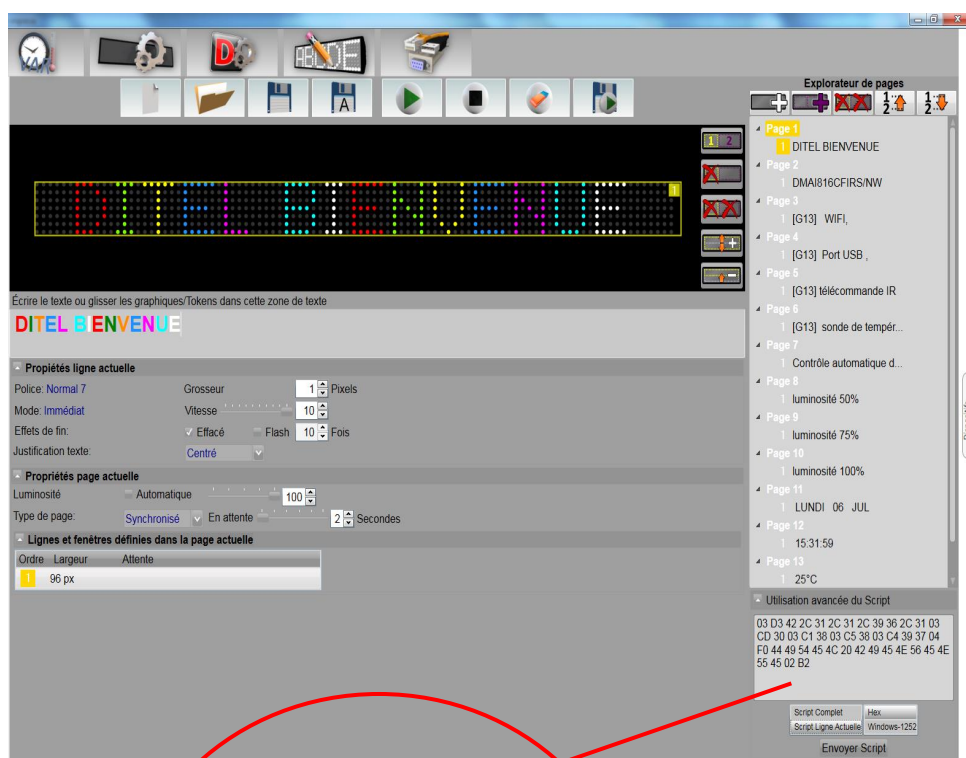 Explorateur de pages
Page 1
1 DITEL BIENVENUE
Page 2
1 DMAI816CFIRS/NW
Page 3
1 [G13] WIFI,
Page 4
1 [G13] Port USB ,
Page 5
1 [G13] télécommande IR
Page 6
1 [G13] sonde de tempér...
Page 7
1 Contrôle automatique d...
Page 8
1 luminosité 50%
Page 9
1 luminosité 75%
Page 10
1 luminosité 100%
Page 11
1 LUNDI 06 JUL
Page 12
1 15:31:59
Page 13
1 25°C
ABCDE
A
1 2
DITEL BIENVENUE
1
Écrire le texte ou glisser les graphiques/Tokens dans cette zone de texte
DITEL BIENVENUE
Propiétés ligne actuelle
Police: Normal 7 Grosseur 1 Pixels
Mode: Immédiat Vitesse 10
Effets de fin: Effacé Flash 10 Fois
Justification texte: Centré
Propriétés page actuelle
Luminosité Automatique 100
Type de page: Synchronisé En attente 2 Secondes
Lignes et fenêtres définies dans la page actuelle
Ordre Largeur Attente
1 96 px
Utilisation avancée du Script
03 D3 42 2C 31 2C 31 2C 39 36 2C 31 03
CD 30 03 C1 38 03 C5 38 03 C4 39 37 04
F0 44 49 54 45 4C 20 42 49 45 4E 56 45 4E
55 45 02 B2
Script Complet Hex
Script Ligne Actuelle Windows-1252
Envoyer Script